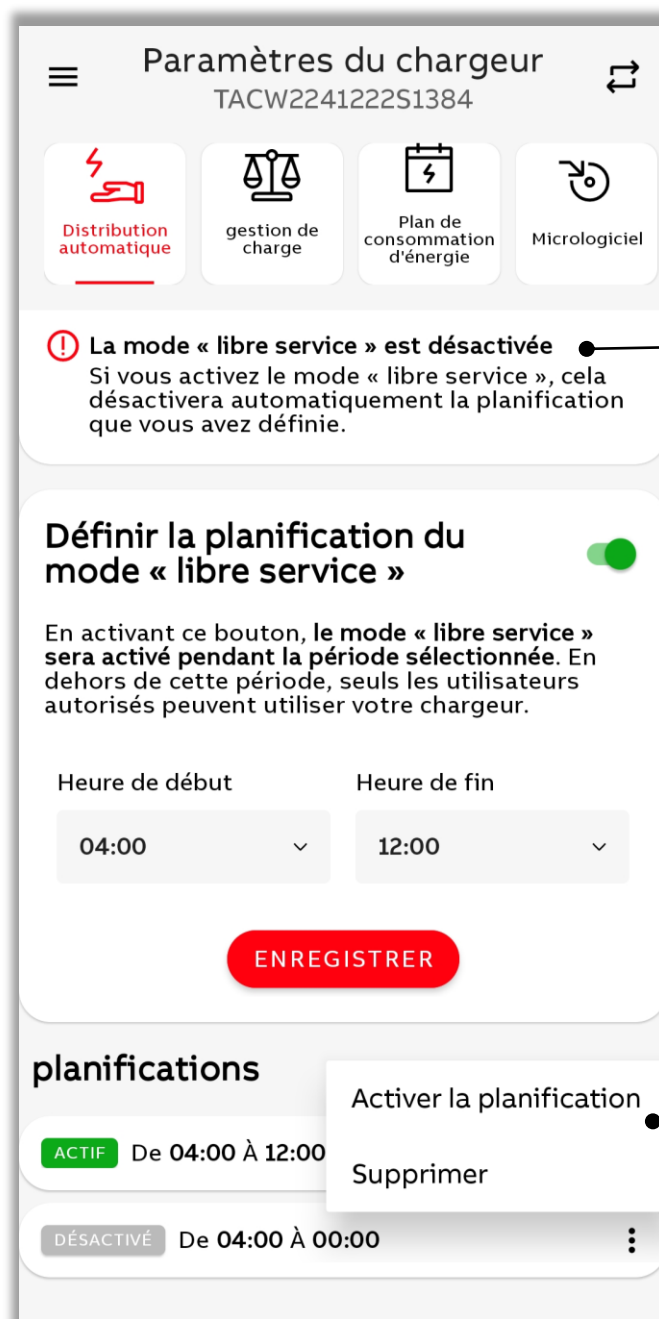 Paramètres du chargeur
TACW2241222S1384
Distribution
automatique
gestion de
charge
Plan de
consommation
d'énergie
Micrologiciel
La mode « libre service » est désactivée
Si vous activez le mode « libre service », cela
désactivera automatiquement la planification
que vous avez définie.
Définir la planification du
mode « libre service »
En activant ce bouton, le mode « libre service »
sera activé pendant la période sélectionnée. En
dehors de cette période, seuls les utilisateurs
autorisés peuvent utiliser votre chargeur.
Heure de début Heure de fin
04:00 12:00
ENREGISTRER
planifications
Activer la planification
ACTIF De 04:00 À 12:00
Supprimer
DÉSACTIVÉ De 04:00 À 00:00